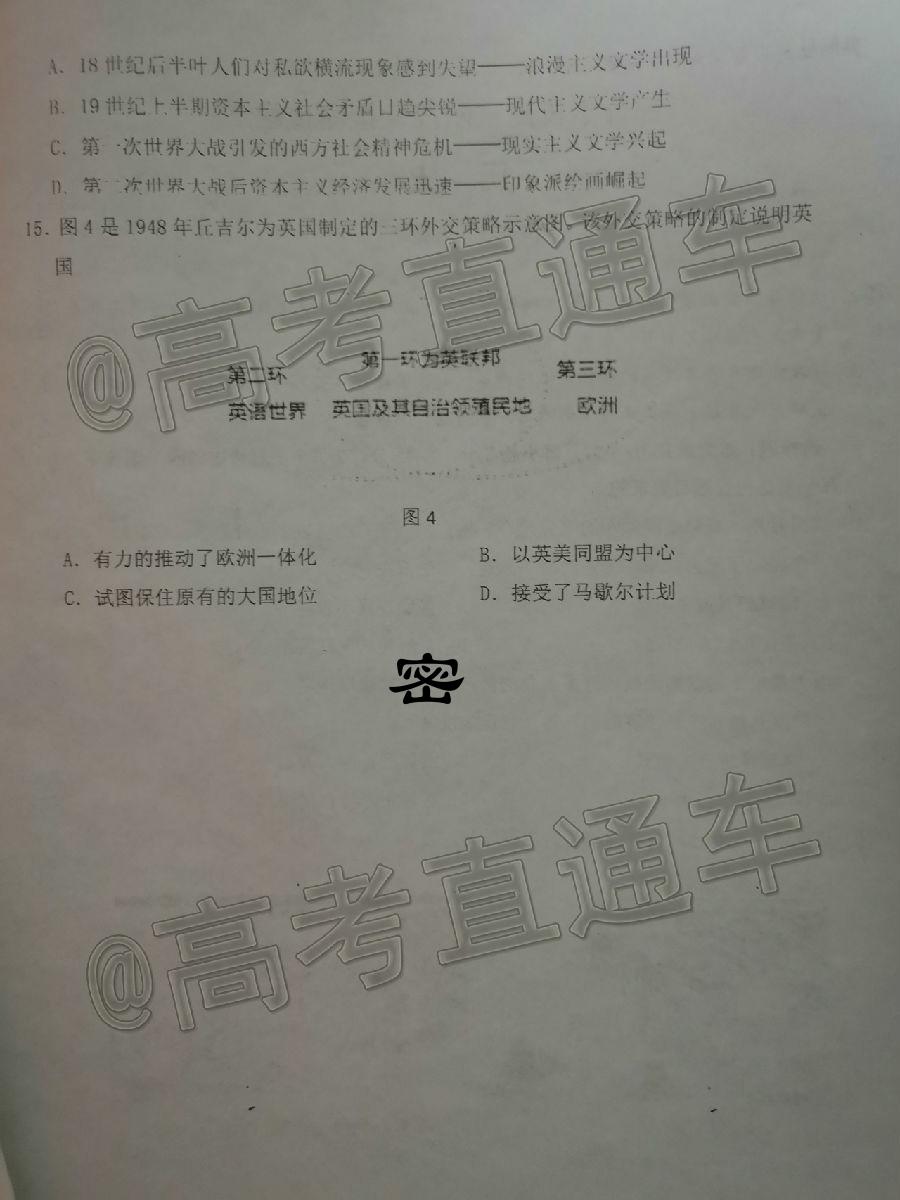 A. 18世纪后半叶人们对私欲横流现象感到失望——浪漫主义文学出现
B. 19世纪上半期资本主义社会矛盾日趋尖锐——现代主义文学产生
C. 第一次世界大战引发的西方社会精神危机——现实主义文学兴起
D. 第二次世界大战后资本主义经济发展迅速——印象派绘画崛起
15. 图4是1948年丘吉尔为英国制定的三环外交策略示意图。该外交策略的制定说明英
国
第二环 第一环为英联邦 第三环
英语世界 英国及其自治领殖民地 欧洲
图4
A. 有力的推动了欧洲一体化 B. 以英美同盟为中心
C. 试图保住原有的大国地位 D. 接受了马歇尔计划
密
@高考直通车
@高考直通车